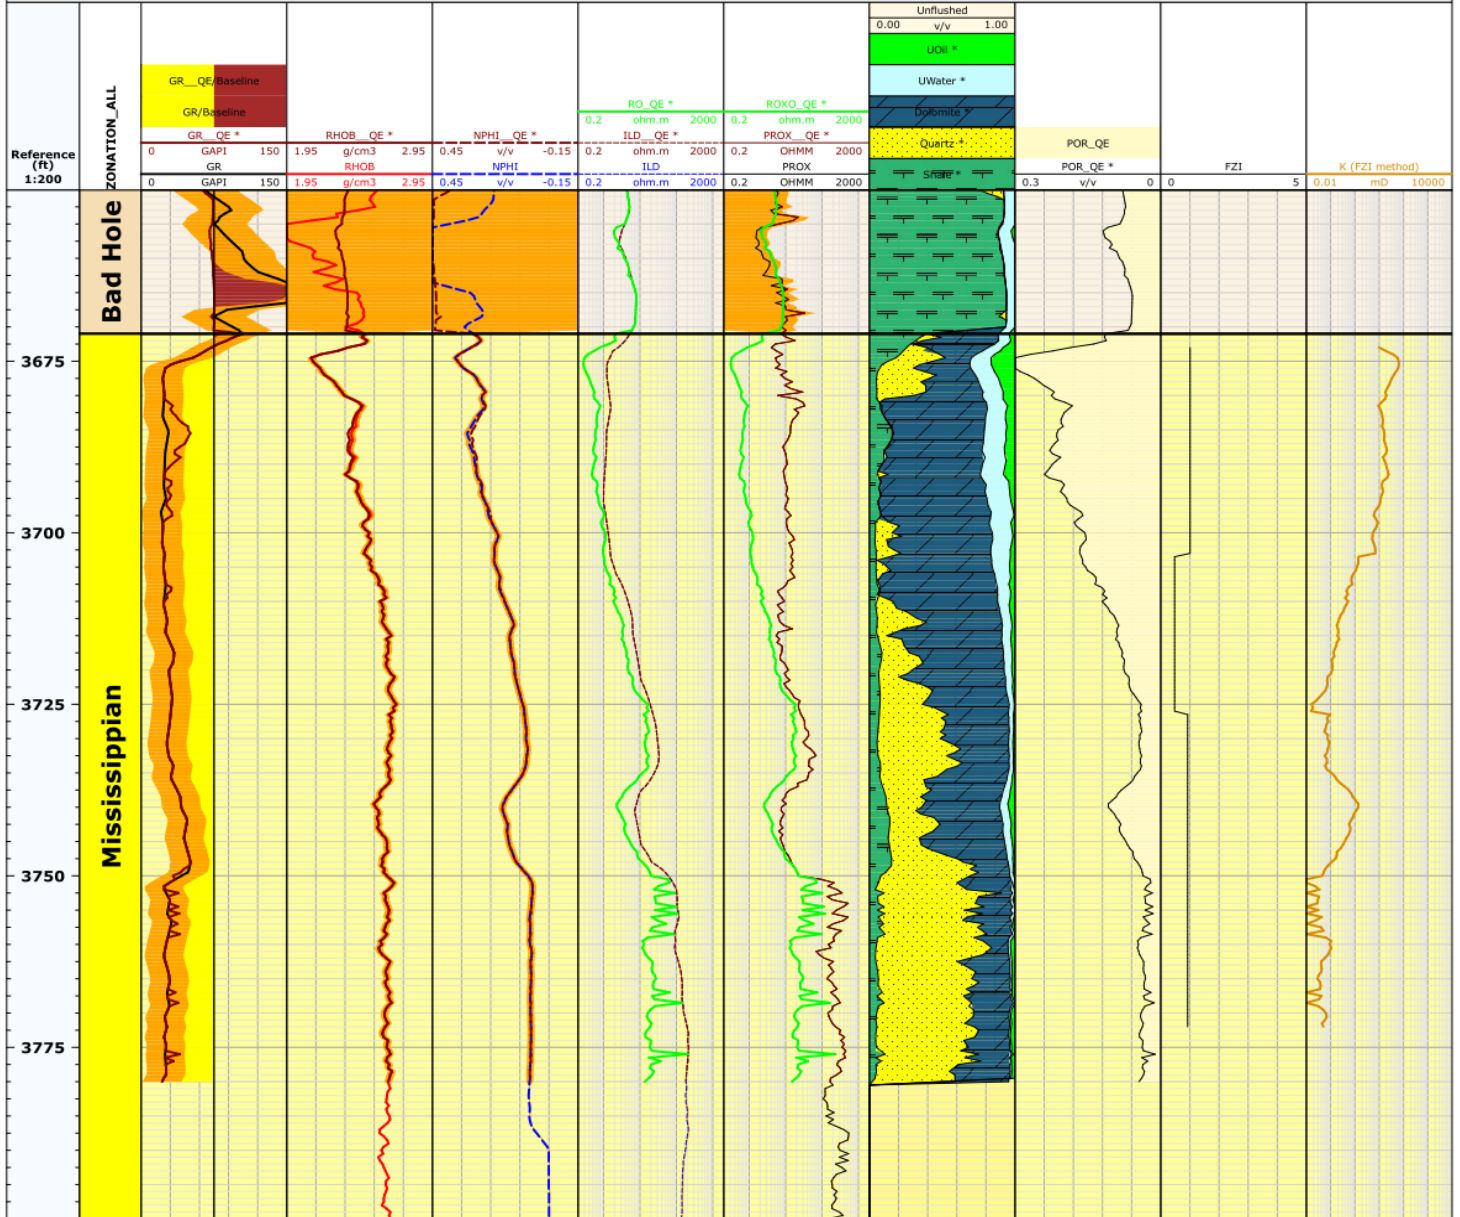 Unflushed
0.00 v/v 1.00
UOil *
GR__QE/Baseline
UWater *
RO_QE *
ROXO_QE *
Dolomite *
GR/Baseline
0.2 ohm.m 2000
0.2 ohm.m 2000
GR__QE *
RHOB__QE *
NPHI__QE *
ILD__QE *
PROX__QE *
Quartz *
POR_QE
0 GAPI 150
1.95 g/cm3 2.95
0.45 v/v -0.15
0.2 ohm.m 2000
0.2 OHMM 2000
Reference
(ft)
1:200
ZONATION_ALL
GR
RHOB
NPHI
ILD
PROX
Shale *
POR_QE *
FZI
K (FZI method)
0 GAPI 150
1.95 g/cm3 2.95
0.45 v/v -0.15
0.2 ohm.m 2000
0.2 OHMM 2000
0.3 v/v 0
0 5
0.01 mD 10000
Bad Hole
3675
3700
3725
Mississippian
3750
3775